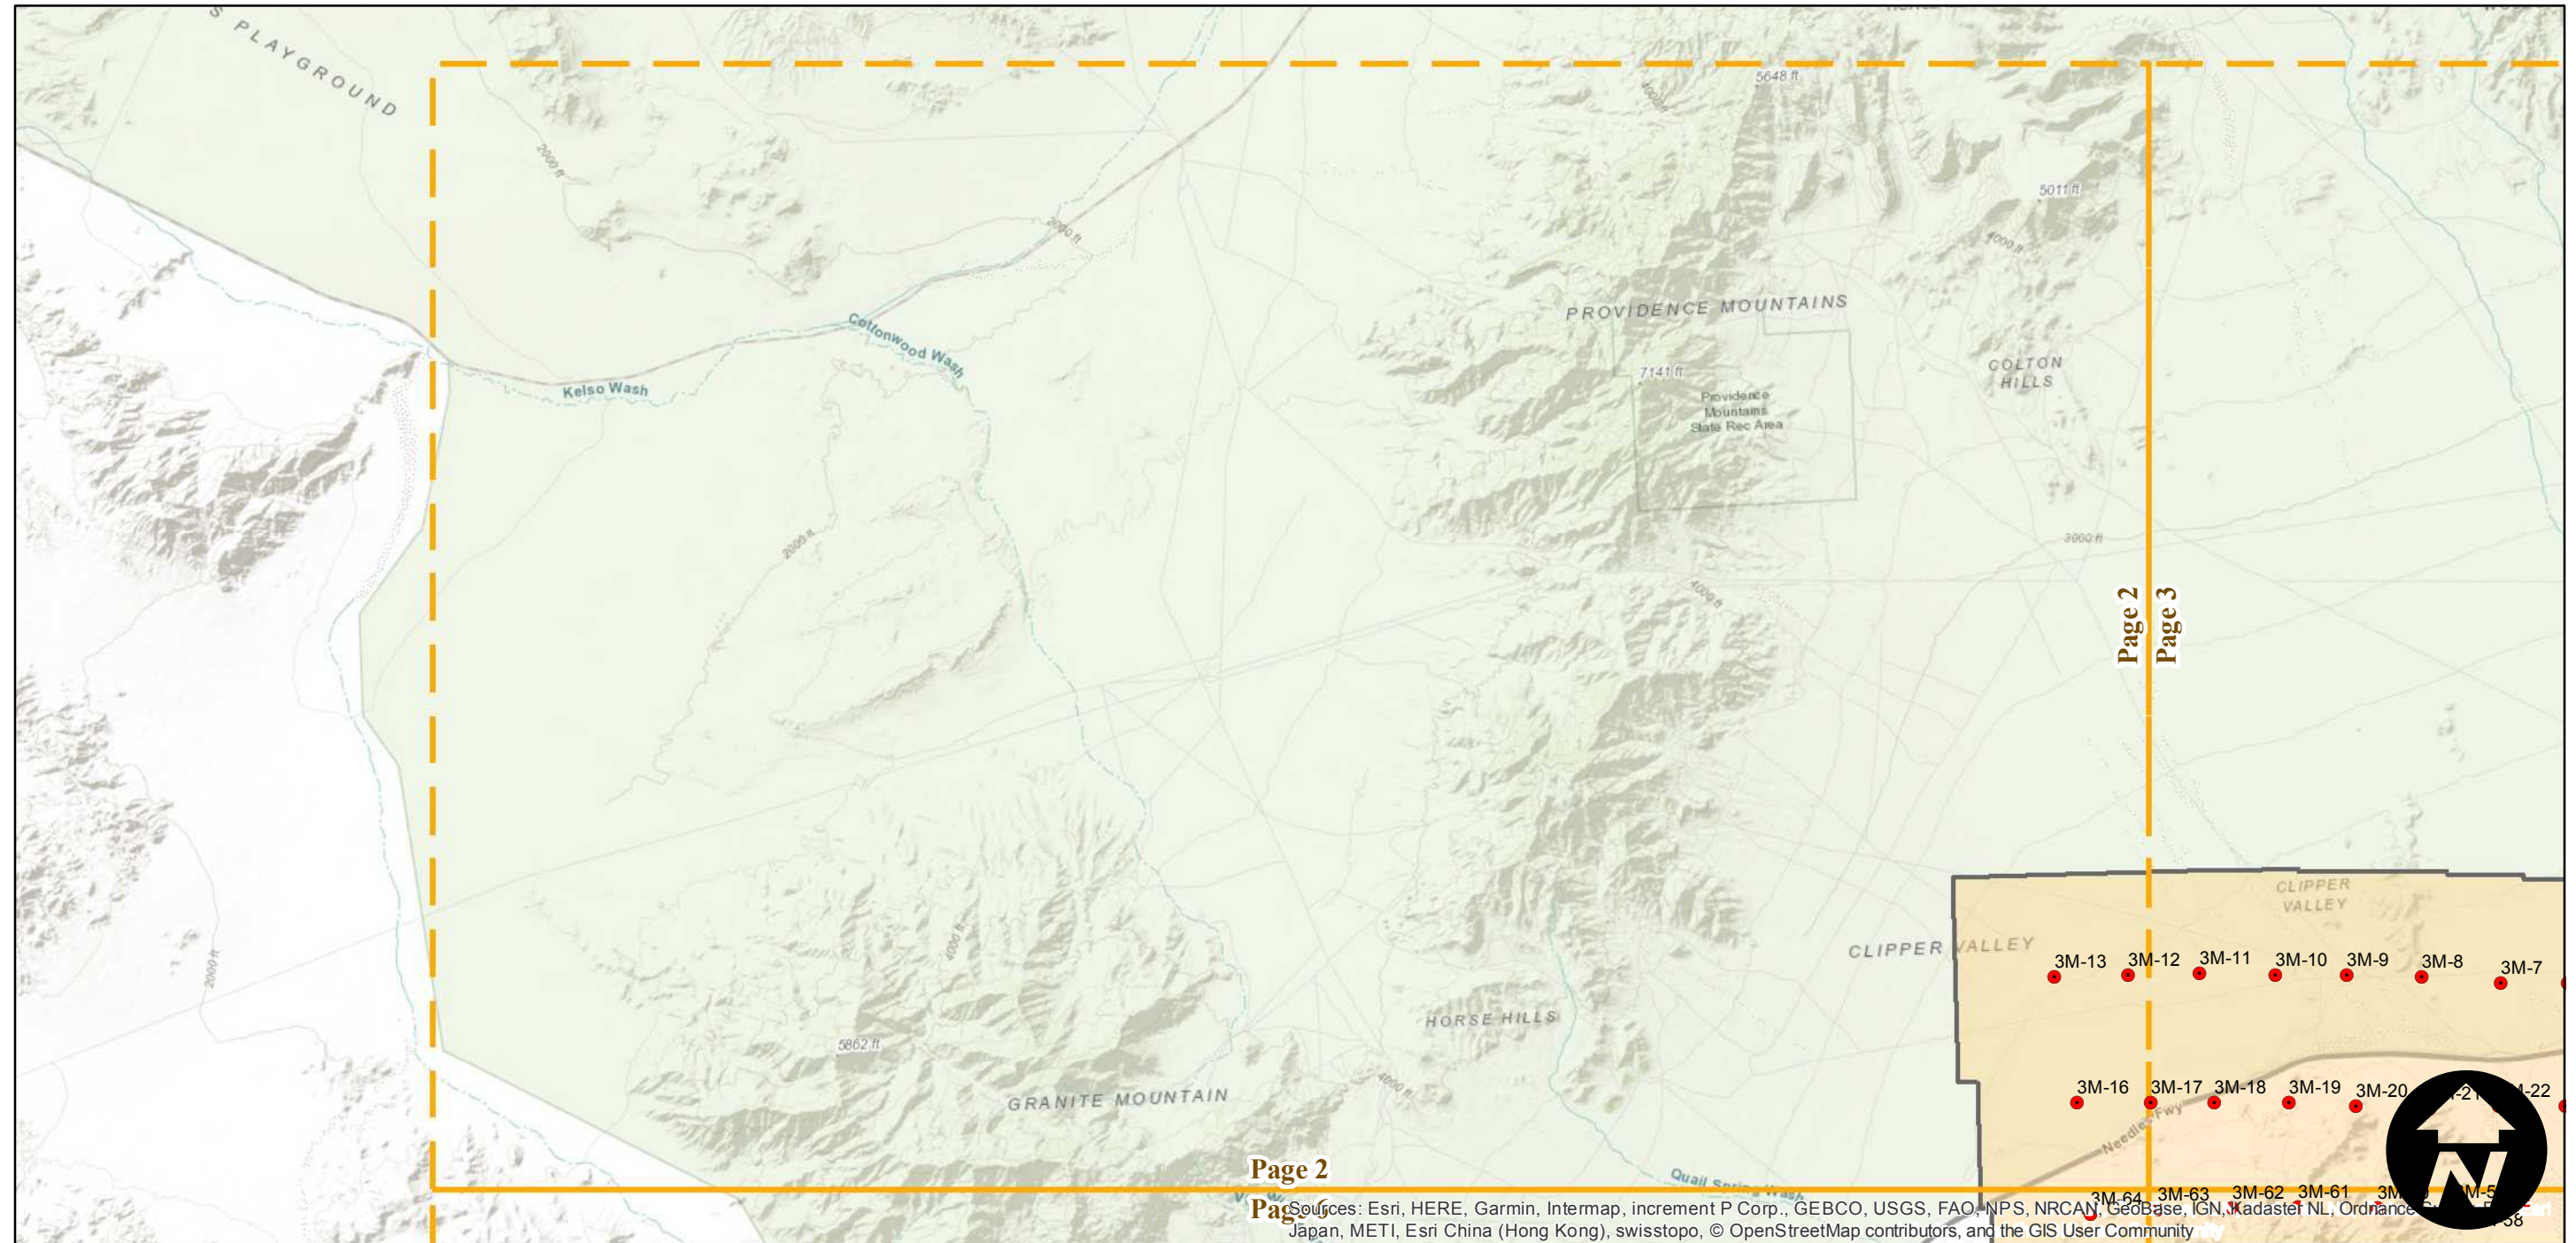 S PLAYGROUND
5648 ft
4000 ft
2000 ft
5011 ft
4000 ft
2000 ft
PROVIDENCE MOUNTAINS
Cottonwood Wash
Kelso Wash
7141 ft
Providence
Mountains
State Rec Area
COLTON
HILLS
3000 ft
2000 ft
4000 ft
Page 2
Page 3
CLIPPER
VALLEY
CLIPPER VALLEY
4000 ft
2000 ft
3M-13
3M-12
3M-11
3M-10
3M-9
3M-8
3M-7
HORSE HILLS
5862 ft
4000 ft
GRANITE MOUNTAIN
3M-16
3M-17
3M-18
3M-19
3M-20
22
Needles Fwy
Page 2
Page 6
Quail Spring Wash
3M-64
3M-63
3M-62
3M-61
58
Sources: Esri, HERE, Garmin, Intermap, increment P Corp., GEBCO, USGS, FAO, NPS, NRCAN, GeoBase, IGN, Kadaster NL, Ordnance
Japan, METI, Esri China (Hong Kong), swisstopo, © OpenStreetMap contributors, and the GIS User Community
N